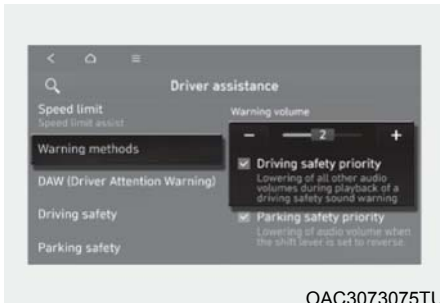 Driver assistance
Speed limit
Speed limit assist
Warning methods
DAW (Driver Attention Warning)
Driving safety
Parking safety
Warning volume
2
Driving safety priority
Lowering of all other audio
volumes during playback of a
driving safety sound warning
Parking safety priority
Lowering of audio volume when
the shift lever is set to reverse.
OAC3073075TU